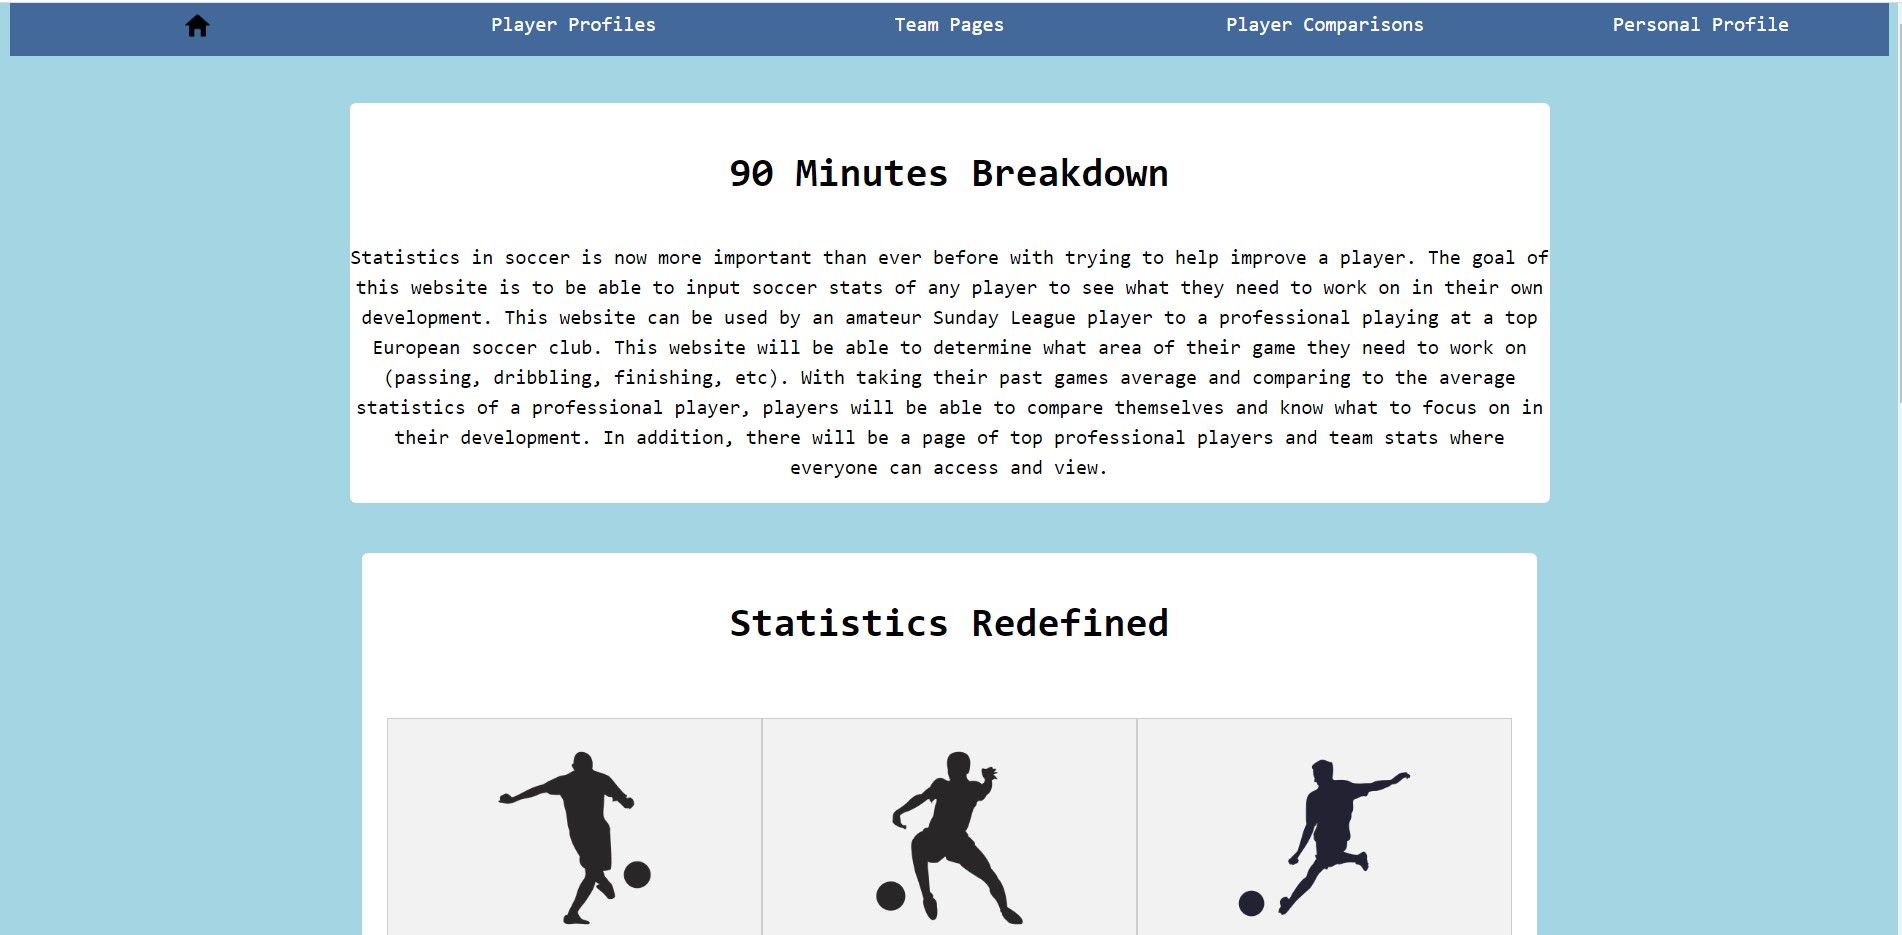 Player Profiles
Team Pages
Player Comparisons
Personal Profile
90 Minutes Breakdown
Statistics in soccer is now more important than ever before with trying to help improve a player. The goal of
this website is to be able to input soccer stats of any player to see what they need to work on in their own
development. This website can be used by an amateur Sunday League player to a professional playing at a top
European soccer club. This website will be able to determine what area of their game they need to work on
(passing, dribbling, finishing, etc). With taking their past games average and comparing to the average
statistics of a professional player, players will be able to compare themselves and know what to focus on in
their development. In addition, there will be a page of top professional players and team stats where
everyone can access and view.
Statistics Redefined